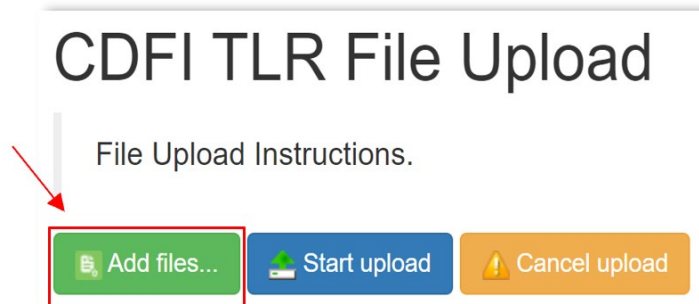 CDFI TLR File Upload
File Upload Instructions.
Add files... Start upload Cancel upload